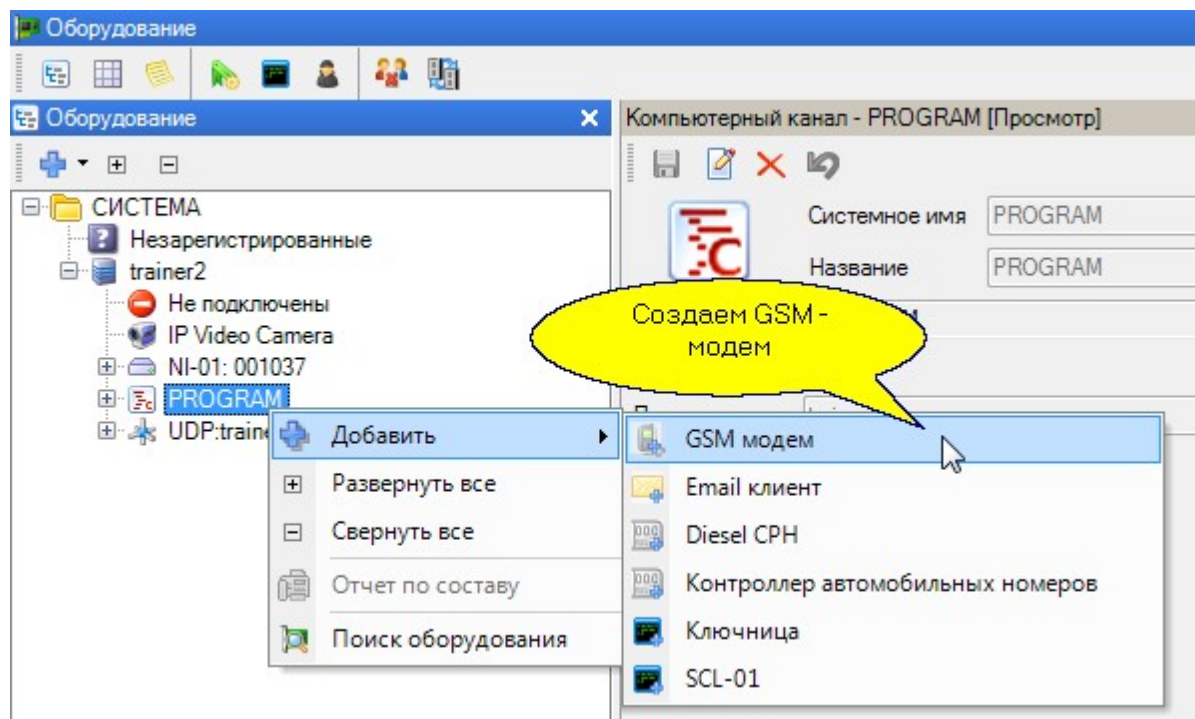 Оборудование
Оборудование
Компьютерный канал - PROGRAM [Просмотр]
СИСТЕМА
Незарегистрированные
trainer2
Не подключены
IP Video Camera
NI-01: 001037
PROGRAM
UDP:traine
Системное имя PROGRAM
Название PROGRAM
Создаем GSM -
модем
Добавить
Развернуть все
Свернуть все
Отчет по составу
Поиск оборудования
GSM модем
Email клиент
Diesel CPH
Контроллер автомобильных номеров
Ключница
SCL-01